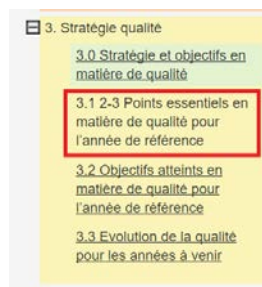 3. Stratégie qualité
3.0 Stratégie et objectifs en
matière de qualité
3.1 2-3 Points essentiels en
matière de qualité pour
l'année de référence
3.2 Objectifs atteints en
matière de qualité pour
l'année de référence
3.3 Evolution de la qualité
pour les années à venir